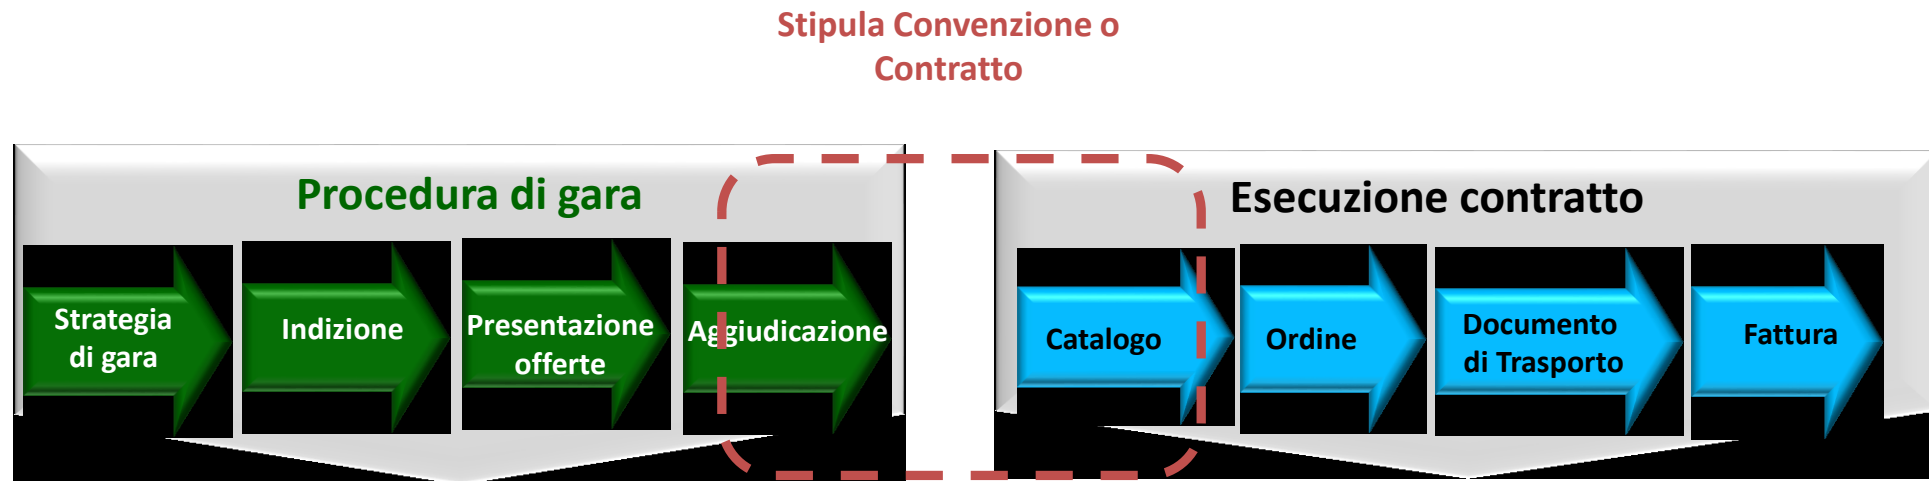 Stipula Convenzione o
Contratto
Procedura di gara
Strategia
di gara
Indizione
Presentazione
offerte
Aggiudicazione
Esecuzione contratto
Catalogo
Ordine
Documento
di Trasporto
Fattura